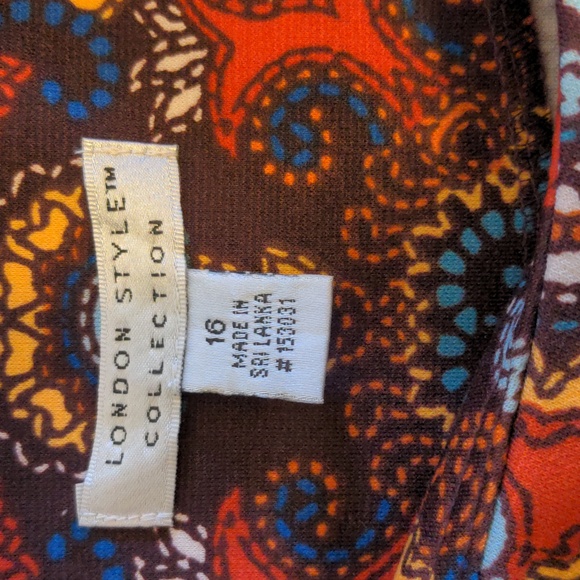 LONDON STYLE™
COLLECTION
16
MADE IN
SRI LANKA
#153031